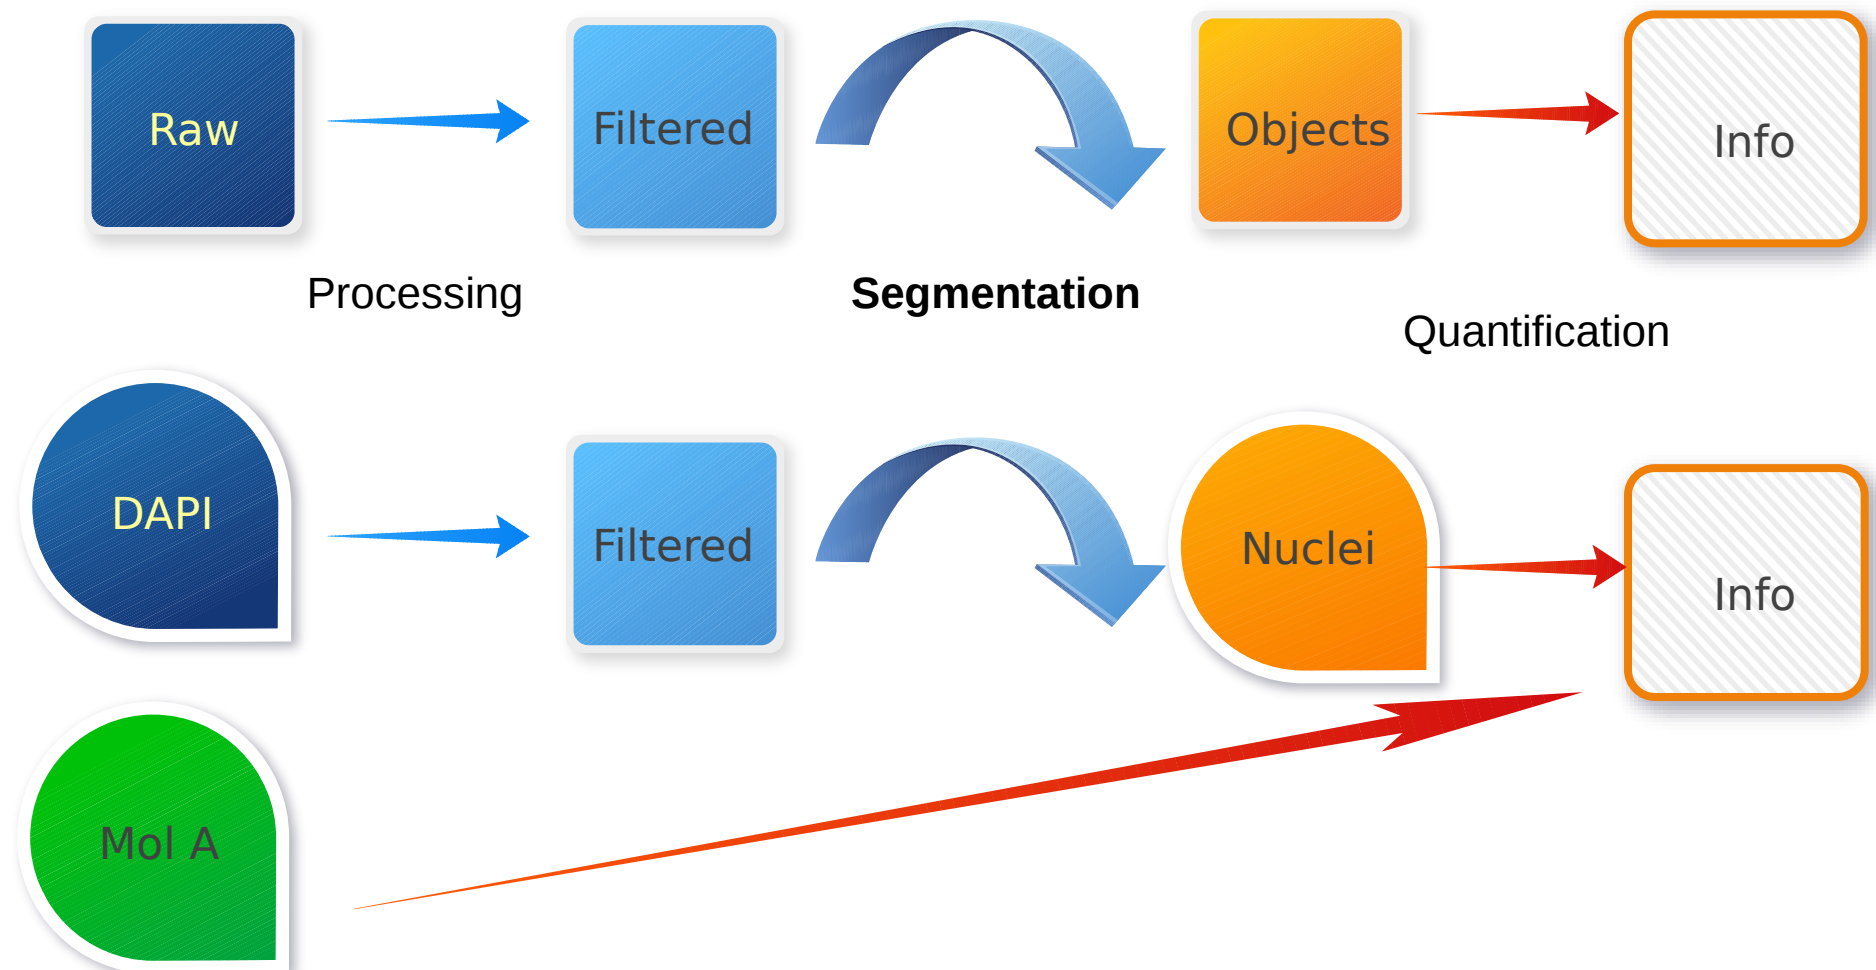 Raw
Filtered
Objects
Info
Processing
Segmentation
Quantification
DAPI
Filtered
Nuclei
Info
Mol A